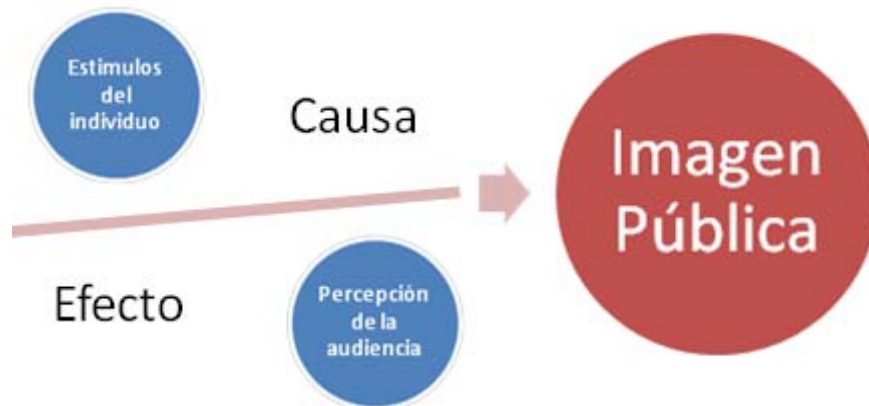 Estimulos
del
individuo
Causa
Imagen
Pública
Efecto
Percepción
de la
audiencia